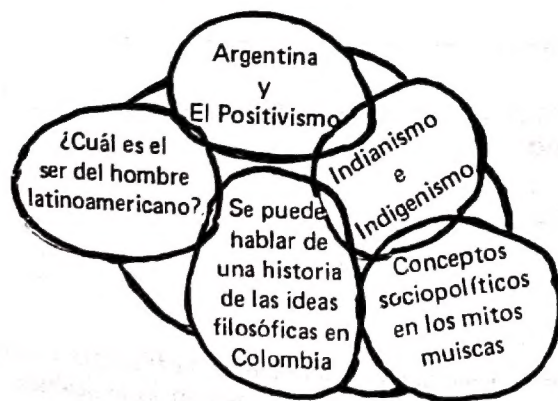 Argentina
y
El Positivismo
¿Cuál es el
ser del hombre
latinoamericano?
Indianismo
e
Indigenismo
Se puede
hablar de
una historia
de las ideas
filosóficas en
Colombia
Conceptos
sociopolíticos
en los mitos
muiscas